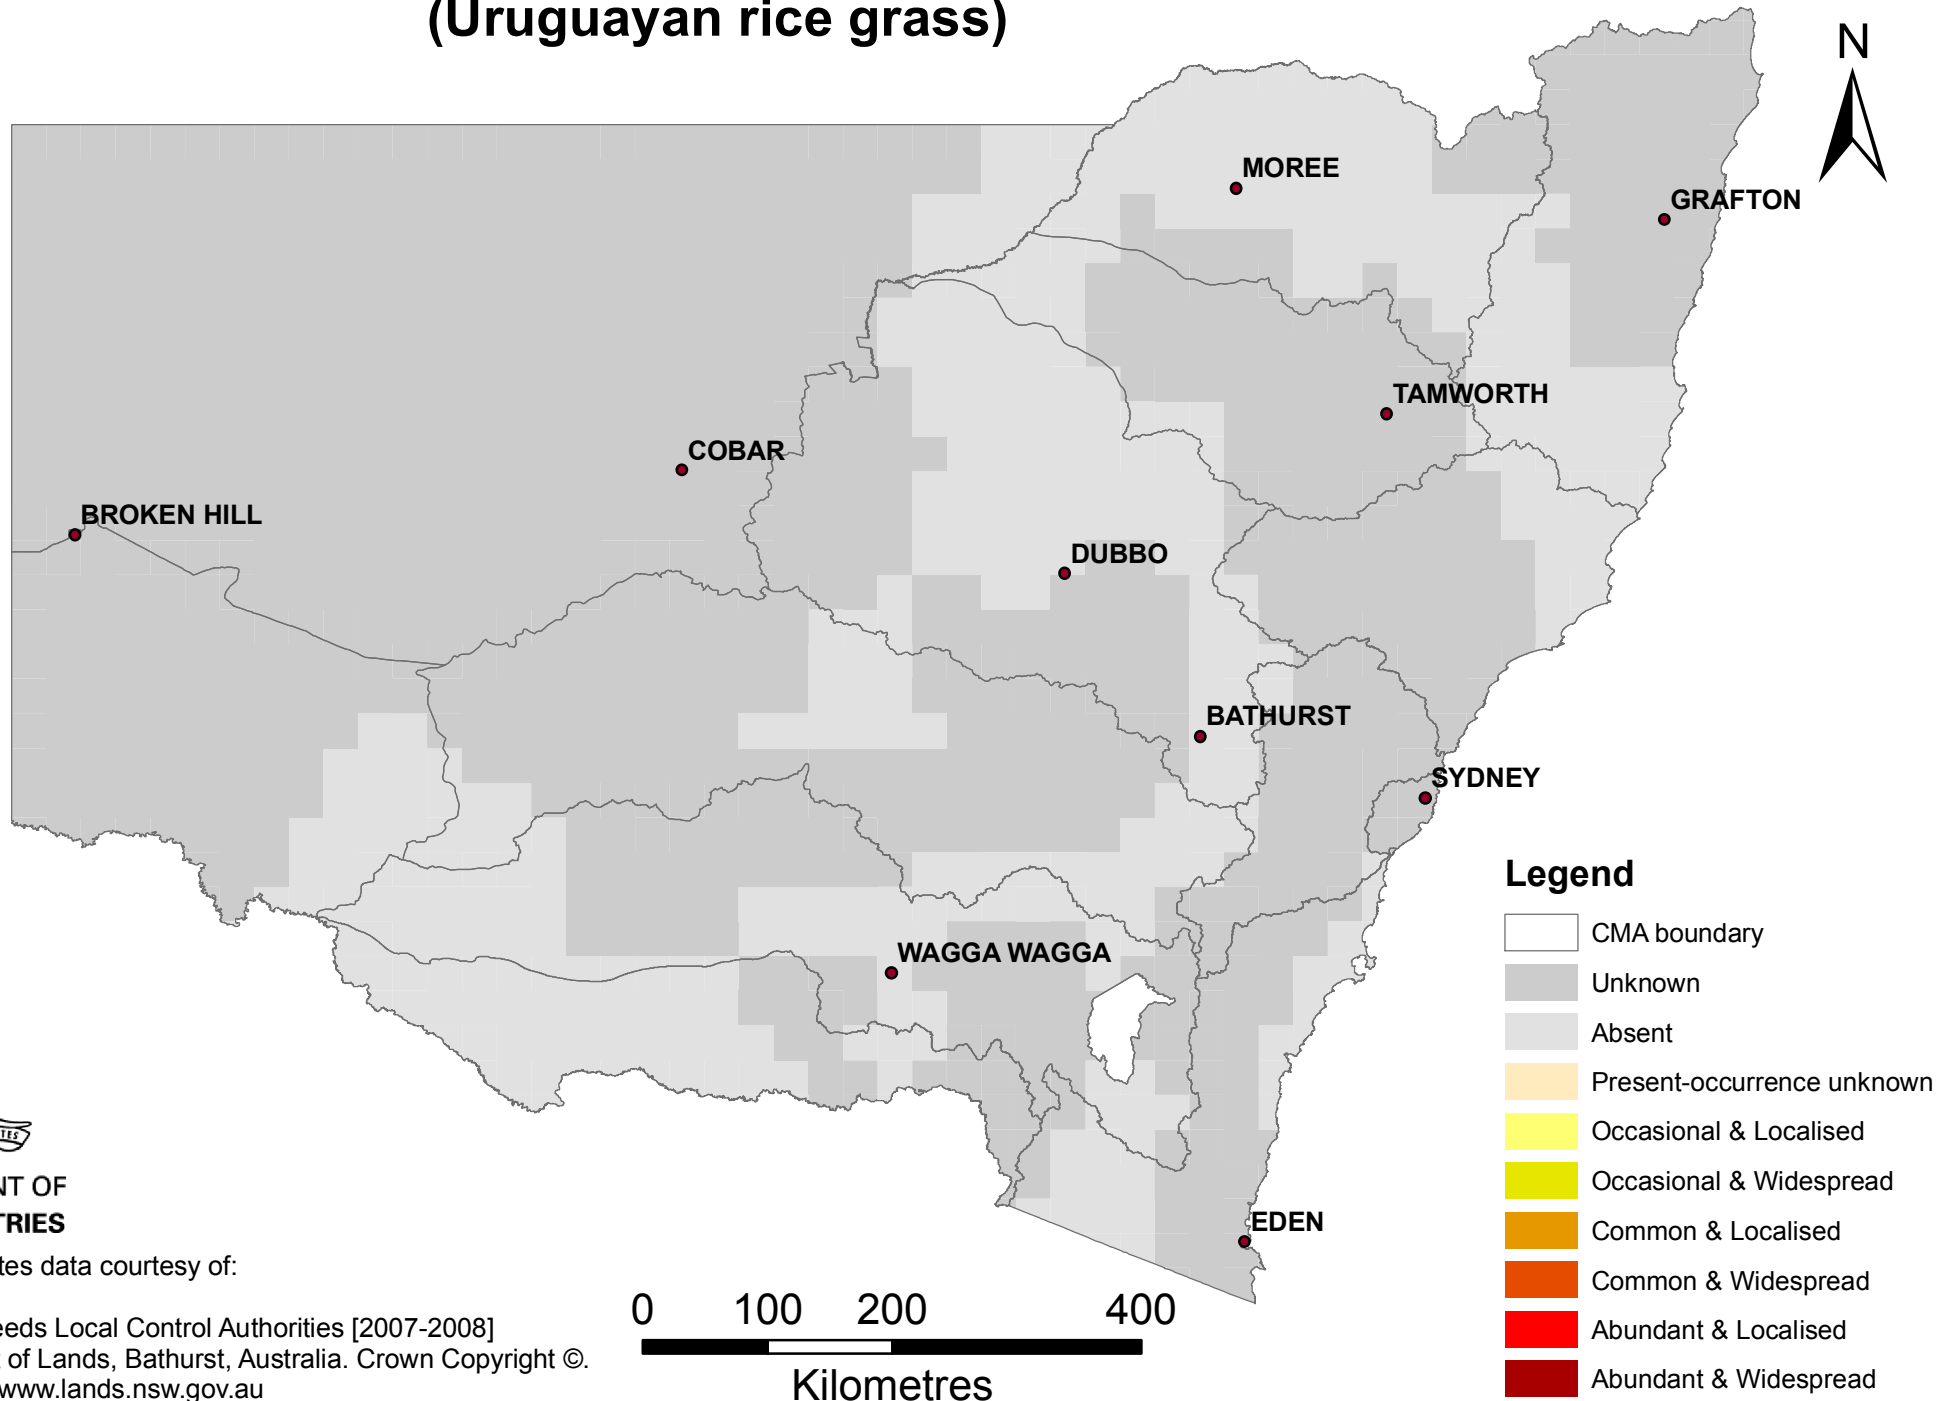 (Uruguayan rice grass)
N
MOREE
GRAFTON
TAMWORTH
COBAR
BROKEN HILL
DUBBO
BATHURST
SYDNEY
WAGGA WAGGA
EDEN
Legend
CMA boundary
Unknown
Absent
Present-occurrence unknown
Occasional & Localised
Occasional & Widespread
Common & Localised
Common & Widespread
Abundant & Localised
Abundant & Widespread
TES
NT OF
TRIES
tes data courtesy of:
eeds Local Control Authorities [2007-2008]
t of Lands, Bathurst, Australia. Crown Copyright ©.
www.lands.nsw.gov.au
0 100 200 400
Kilometres